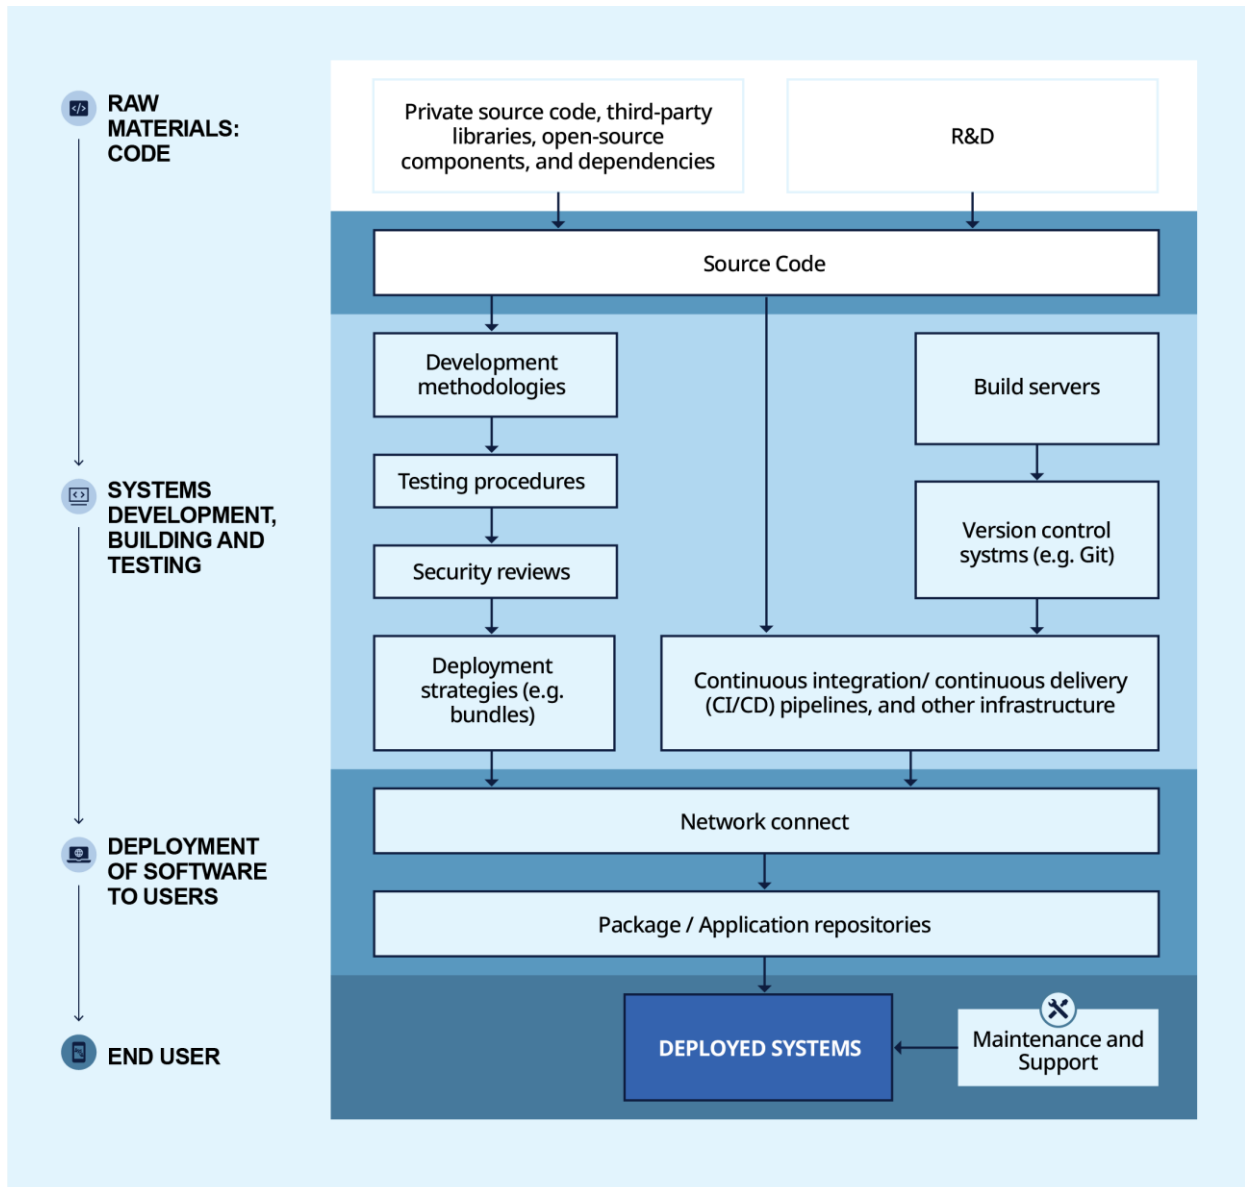 RAW
MATERIALS:
CODE
Private source code, third-party
libraries, open-source
components, and dependencies
R&D
Source Code
SYSTEMS
DEVELOPMENT,
BUILDING AND
TESTING
Development
methodologies
Testing procedures
Security reviews
Deployment
strategies (e.g.
bundles)
Build servers
Version control
systms (e.g. Git)
Continuous integration/ continuous delivery
(CI/CD) pipelines, and other infrastructure
DEPLOYMENT
OF SOFTWARE
TO USERS
Network connect
Package / Application repositories
END USER
DEPLOYED SYSTEMS
Maintenance and
Support